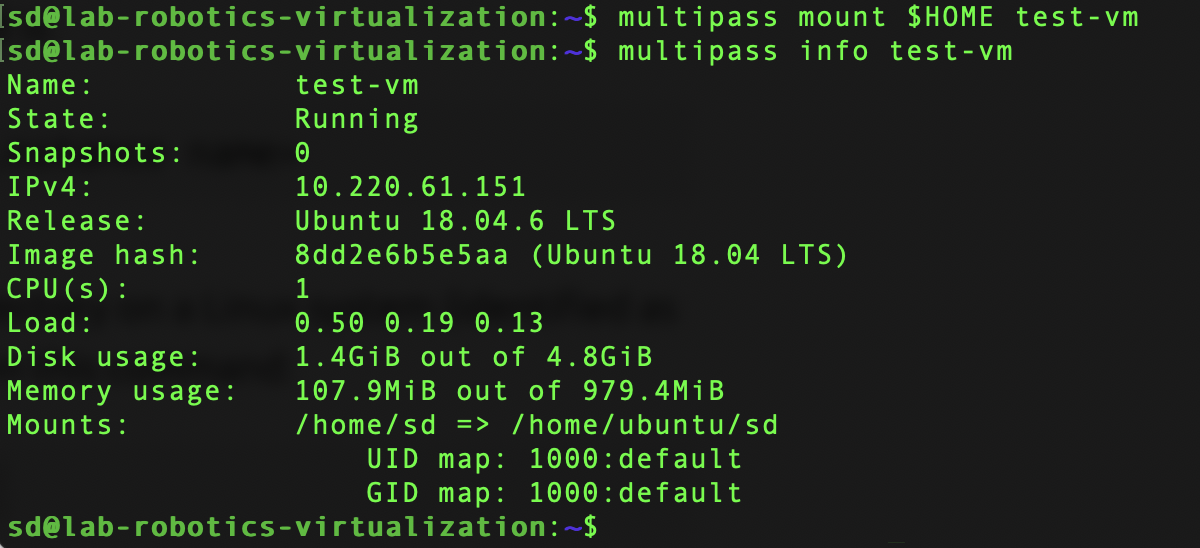 sd@lab-robotics-virtualization:~$ multipass mount $HOME test-vm
sd@lab-robotics-virtualization:~$ multipass info test-vm
Name:           test-vm
State:          Running
Snapshots:      0
IPv4:           10.220.61.151
Release:        Ubuntu 18.04.6 LTS
Image hash:     8dd2e6b5e5aa (Ubuntu 18.04 LTS)
CPU(s):         1
Load:           0.50 0.19 0.13
Disk usage:     1.4GiB out of 4.8GiB
Memory usage:   107.9MiB out of 979.4MiB
Mounts:         /home/sd => /home/ubuntu/sd
                    UID map: 1000:default
                    GID map: 1000:default
sd@lab-robotics-virtualization:~$